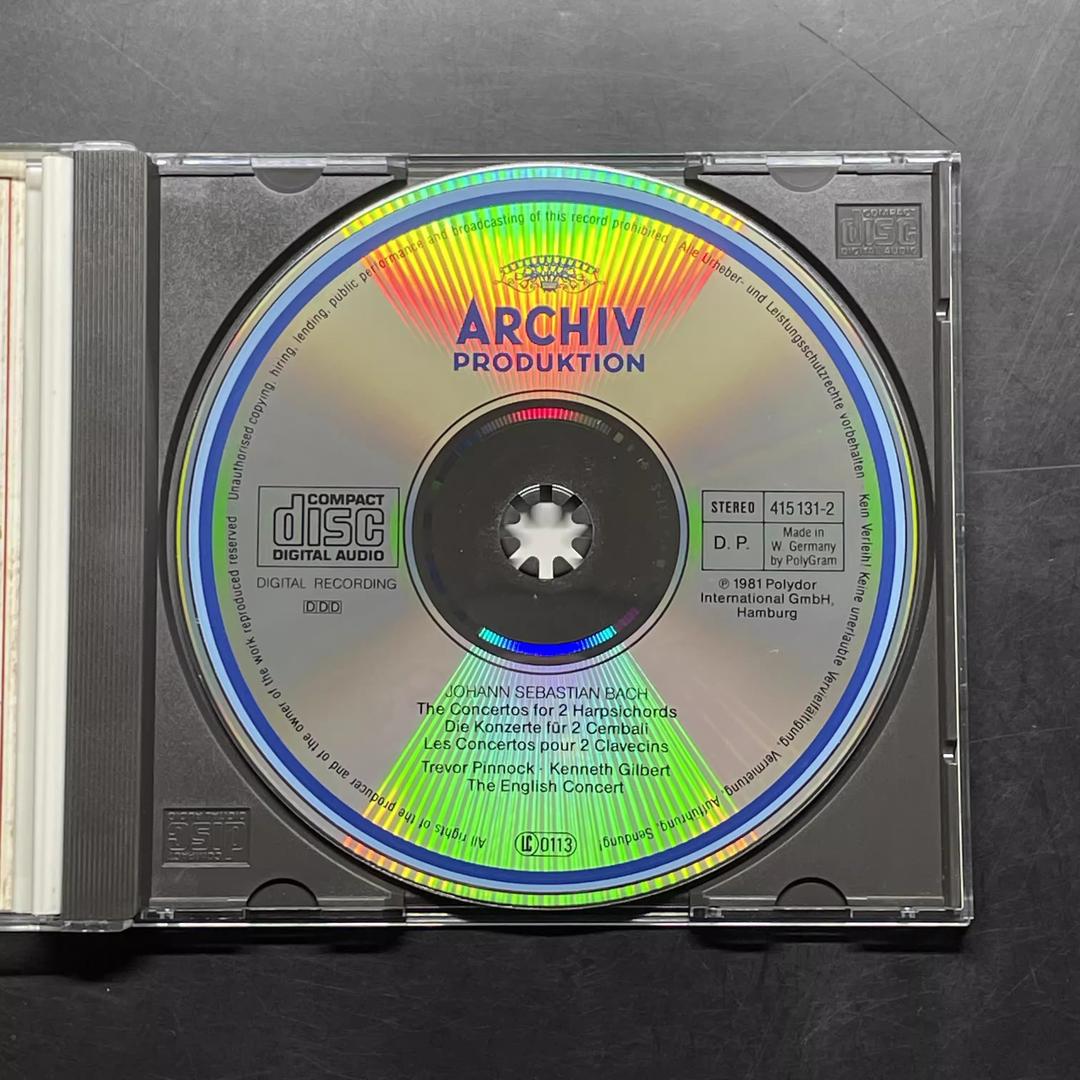 COMPACT
disc
DIGITAL AUDIO
ARCHIV
PRODUKTION
COMPACT
disc
DIGITAL AUDIO
DIGITAL RECORDING
DDD
STEREO
415 131-2
D. P.
Made in
W. Germany
by PolyGram
℗ 1981 Polydor
International GmbH,
Hamburg
JOHANN SEBASTIAN BACH
The Concertos for 2 Harpsichords
Die Konzerte für 2 Cembali
Les Concertos pour 2 Clavecins
Trevor Pinnock · Kenneth Gilbert
The English Concert
LC 0113
All rights of the producer and of the owner of the work reproduced reserved Unauthorised copying, hiring, lending, public performance and broadcasting of this record prohibited Alle Urheber- und Leistungsschutzrechte vorbehalten Kein Verleih! Keine unerlaubte Vervielfältigung, Vermietung, Aufführung, Sendung!